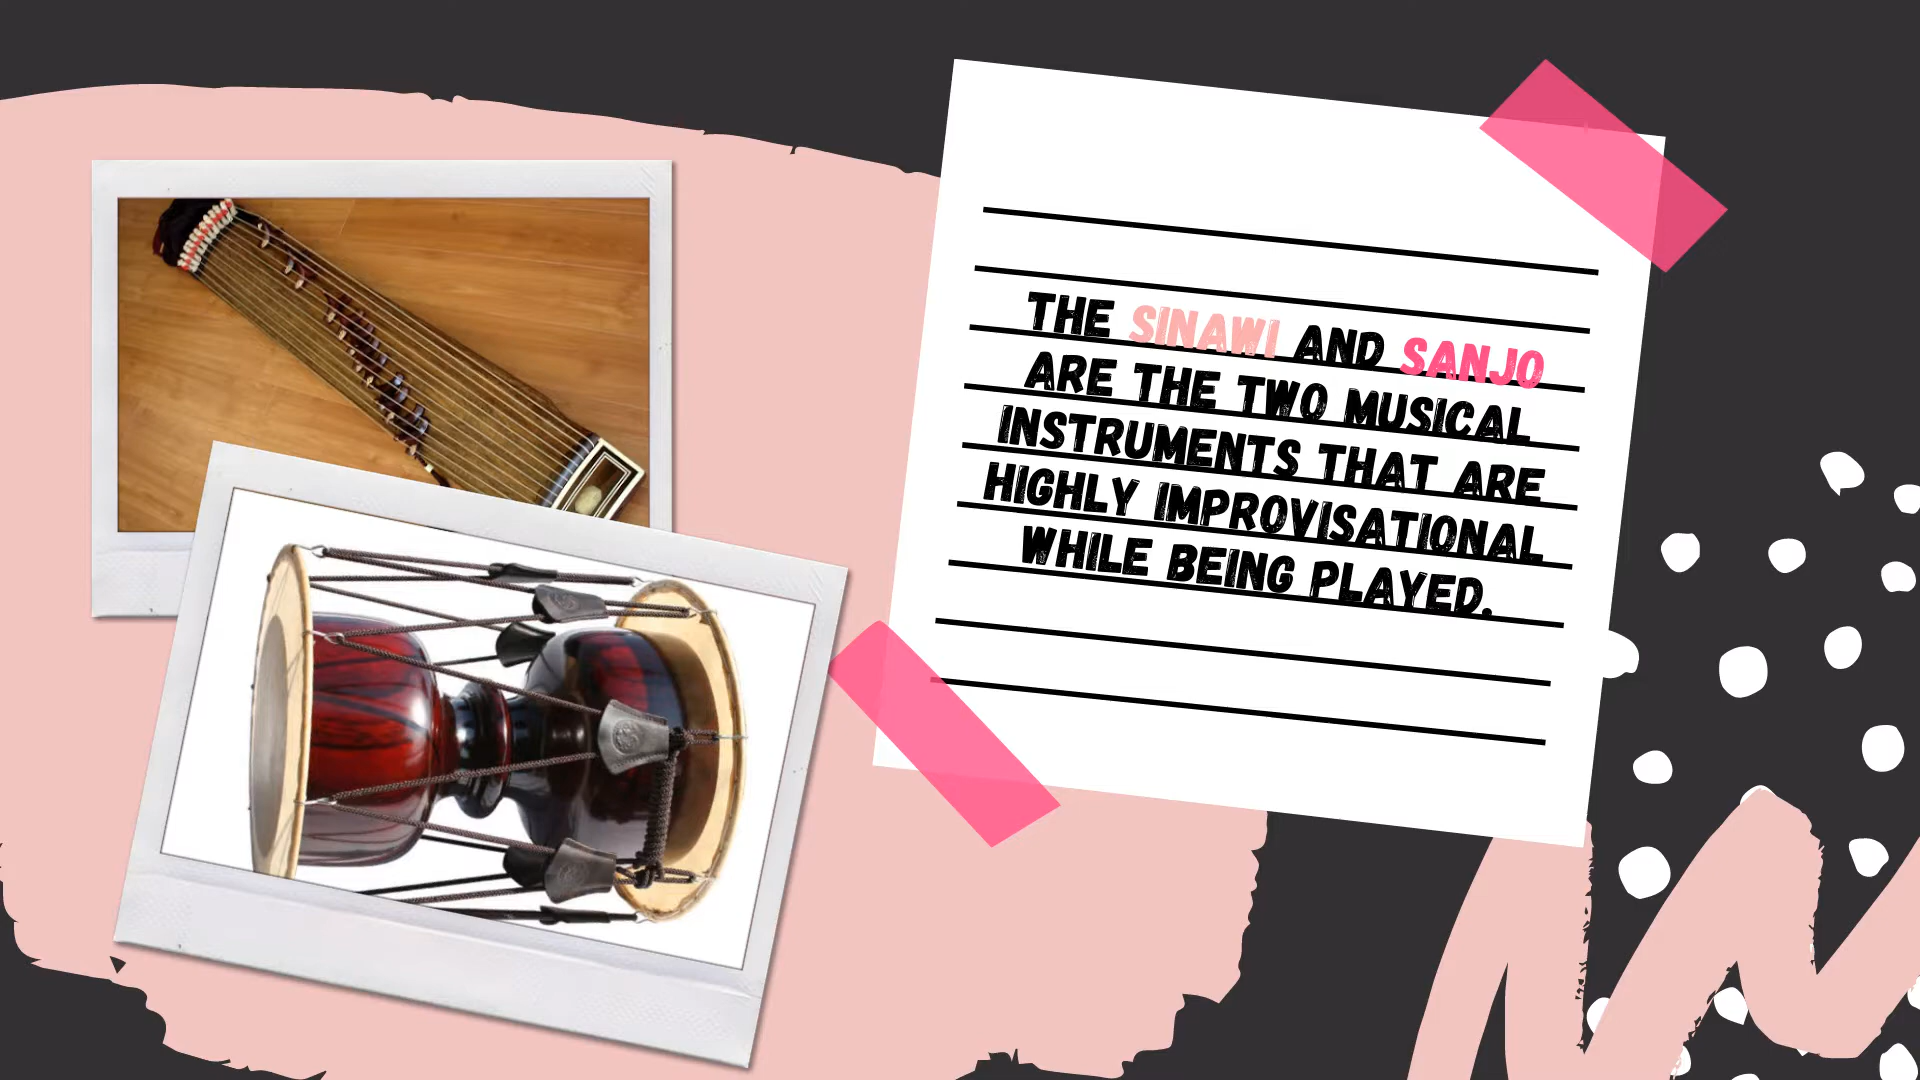 THE SINAWI AND SANJO
ARE THE TWO MUSICAL
INSTRUMENTS THAT ARE
HIGHLY IMPROVISATIONAL
WHILE BEING PLAYED.